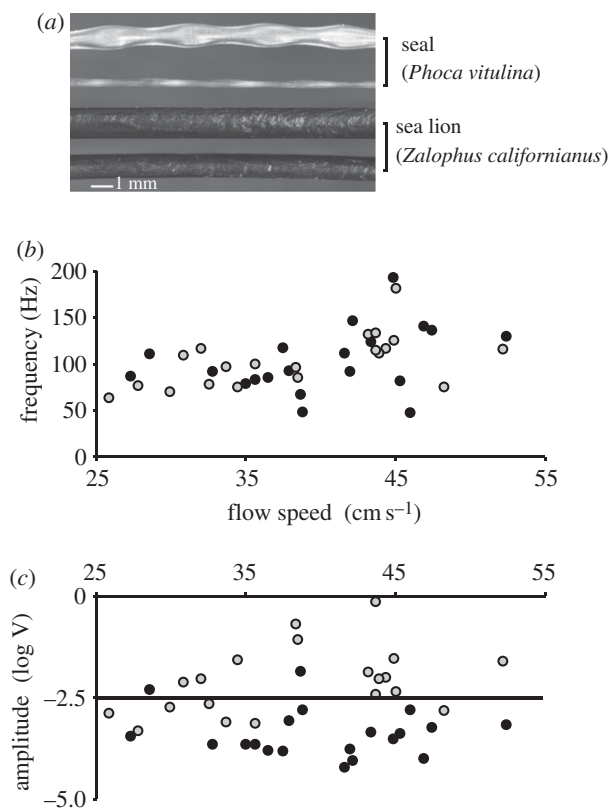 (a)
seal
(Phoca vitulina)
sea lion
(Zalophus californianus)
1 mm
(b)
200
150
100
50
0
frequency (Hz)
25 35 45 55
flow speed (cm s⁻¹)
(c)
25 35 45 55
0
−2.5
−5.0
amplitude (log V)